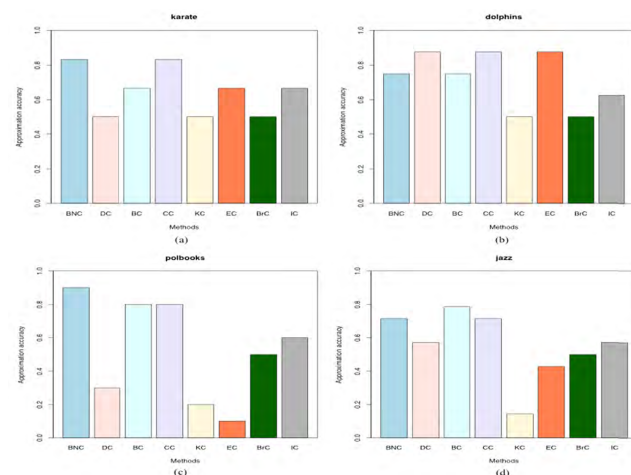 karate
Approximation accuracy
1.0
0.8
0.6
0.4
0.2
0.0
BNC DC BC CC KC EC BrC IC
Methods
(a)
dolphins
Approximation accuracy
1.0
0.8
0.6
0.4
0.2
0.0
BNC DC BC CC KC EC BrC IC
Methods
(b)
polbooks
Approximation accuracy
1.0
0.8
0.6
0.4
0.2
0.0
BNC DC BC CC KC EC BrC IC
Methods
(c)
jazz
Approximation accuracy
1.0
0.8
0.6
0.4
0.2
0.0
BNC DC BC CC KC EC BrC IC
Methods
(d)